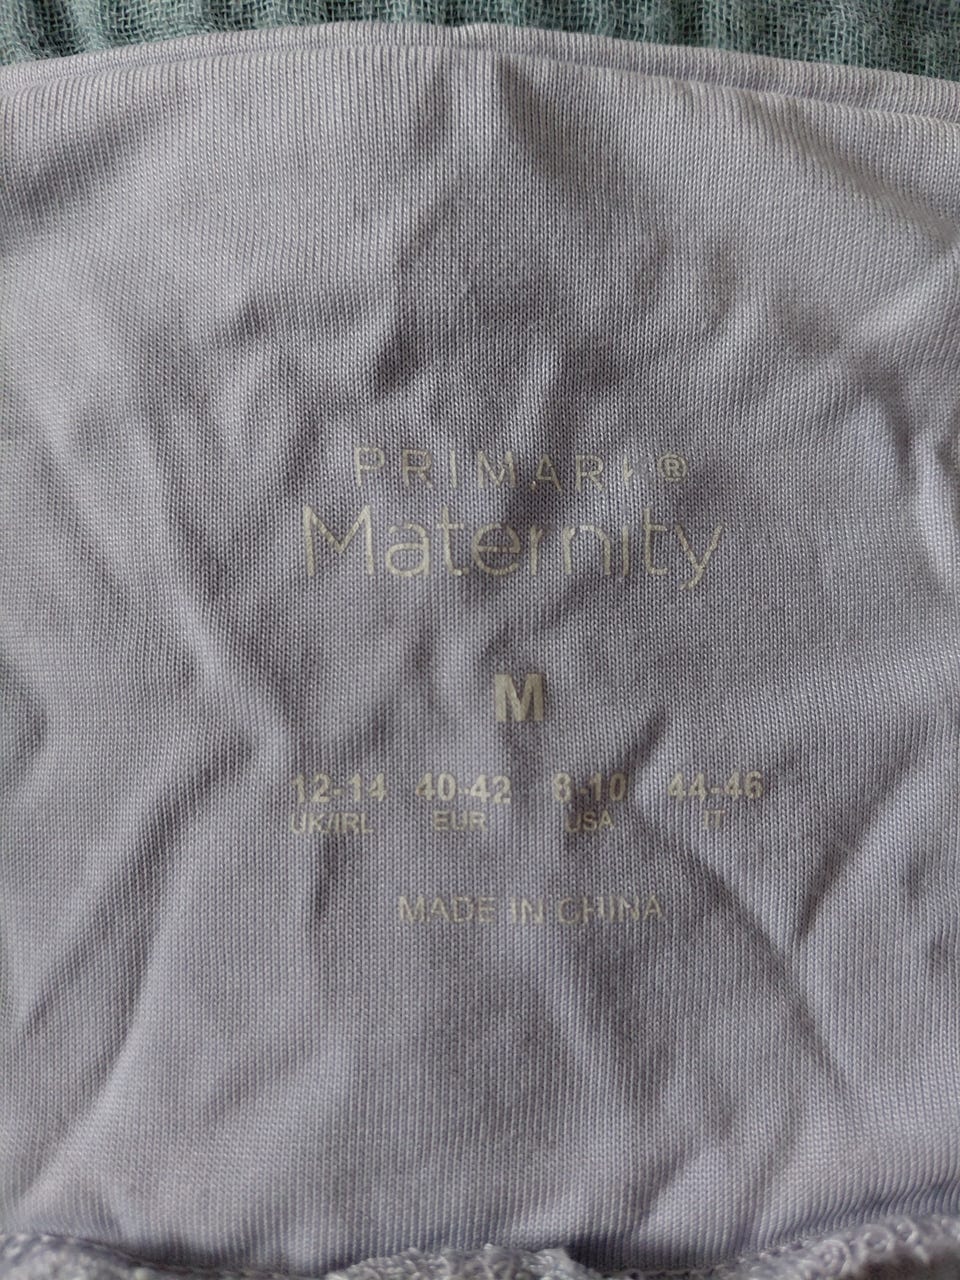 PRIMARK®
Maternity
M
12-14 40-42 8-10 44-46
UK/IRL EUR USA IT
MADE IN CHINA